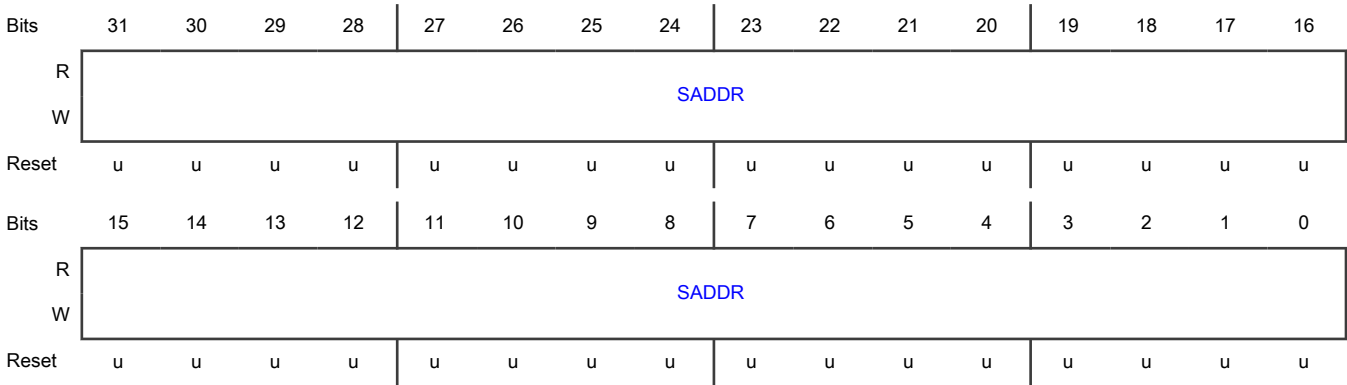 Bits 31 30 29 28 27 26 25 24 23 22 21 20 19 18 17 16
R
SADDR
W
Reset u u u u u u u u u u u u u u u u
Bits 15 14 13 12 11 10 9 8 7 6 5 4 3 2 1 0
R
SADDR
W
Reset u u u u u u u u u u u u u u u u